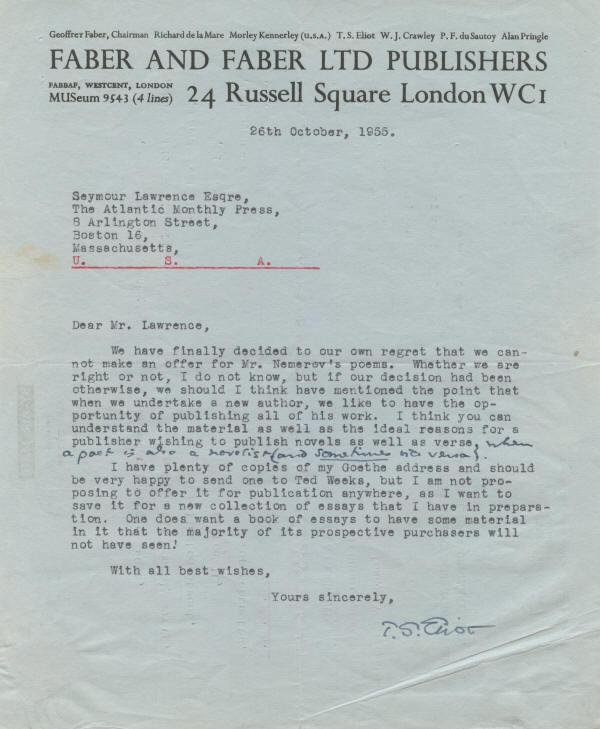 Geoffrey Faber, Chairman Richard de la Mare Morley Kennerley (U.S.A.) T. S. Eliot W. J. Crawley P. F. du Sautoy Alan Pringle
FABER AND FABER LTD PUBLISHERS
FABBAF, WESTCENT, LONDON
MUSeum 9543 (4 lines) 24 Russell Square London WC1
26th October, 1955.
Seymour Lawrence Esqre,
The Atlantic Monthly Press,
8 Arlington Street,
Boston 16,
Massachusetts,
U. S. A.
Dear Mr. Lawrence,
We have finally decided to our own regret that we can-
not make an offer for Mr. Nemerov's poems. Whether we are
right or not, I do not know, but if our decision had been
otherwise, we should I think have mentioned the point that
when we undertake a new author, we like to have the op-
portunity of publishing all of his work. I think you can
understand the material as well as the ideal reasons for a
publisher wishing to publish novels as well as verse, when
a poet is also a novelist (and sometimes vice versa).
I have plenty of copies of my Goethe address and should
be very happy to send one to Ted Weeks, but I am not pro-
posing to offer it for publication anywhere, as I want to
save it for a new collection of essays that I have in prepara-
tion. One does want a book of essays to have some material
in it that the majority of its prospective purchasers will
not have seen!
With all best wishes,
Yours sincerely,
T. S. Eliot